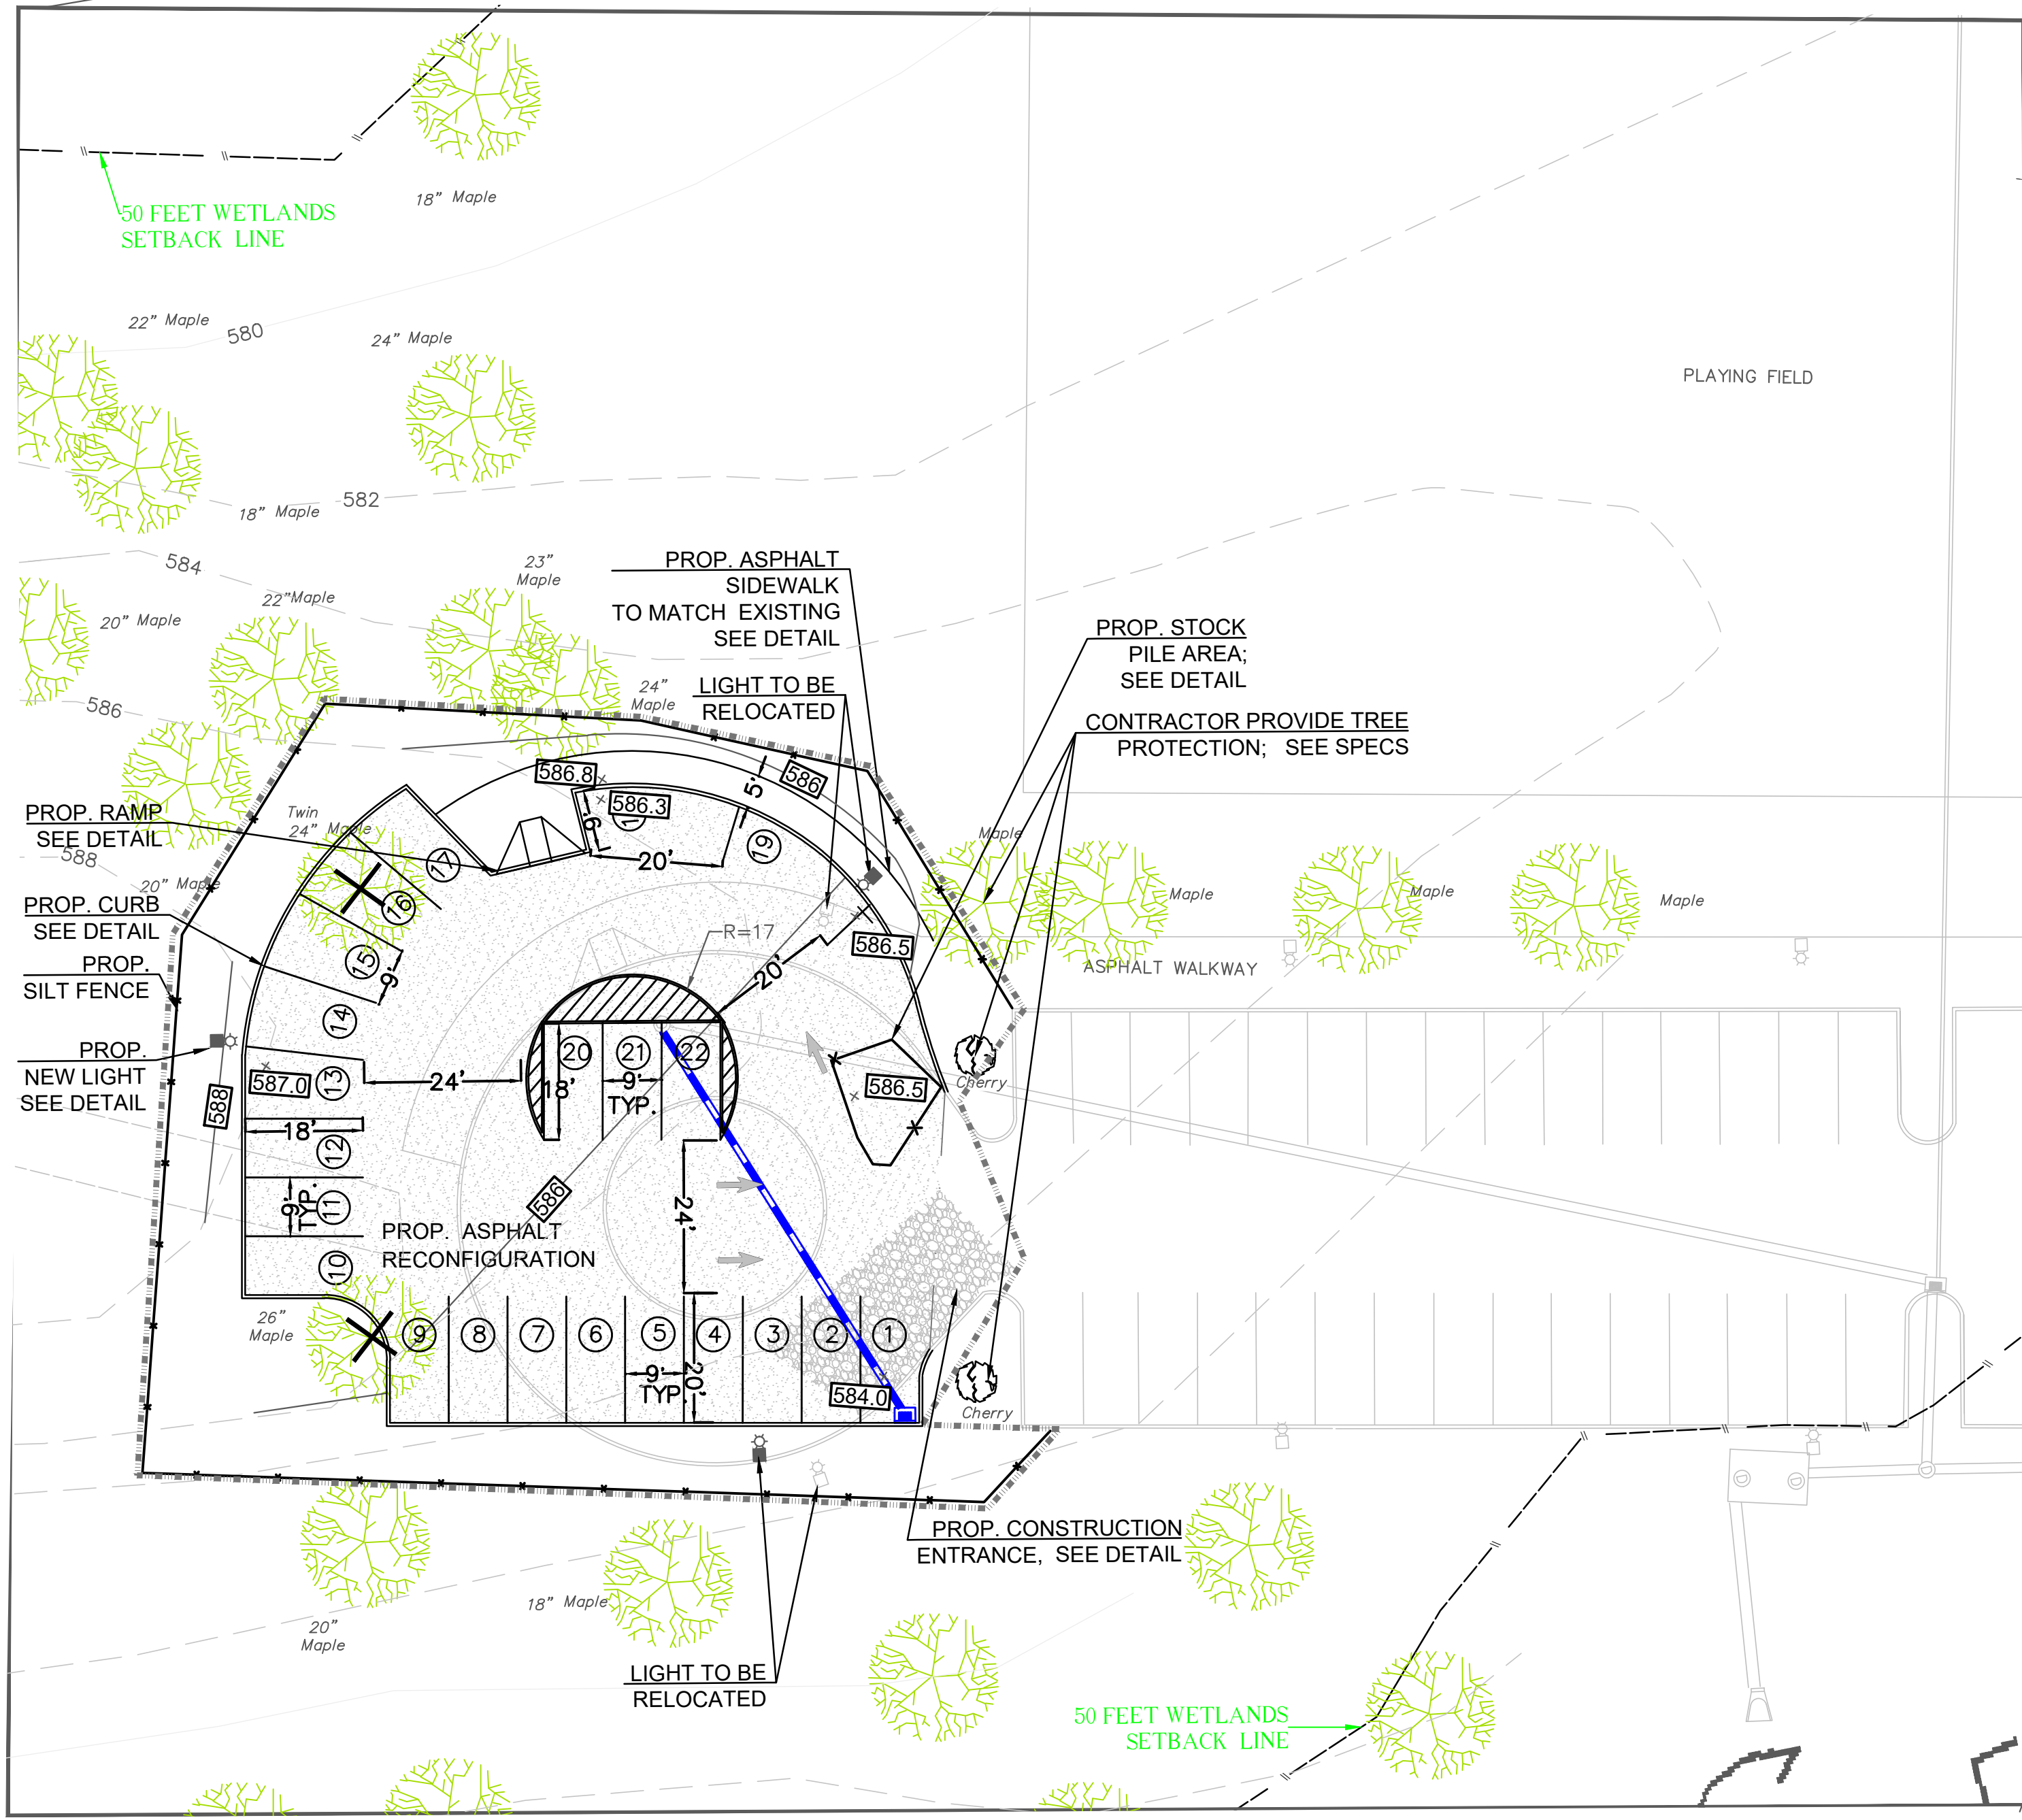 50 FEET WETLANDS
SETBACK LINE
18" Maple
22" Maple
580
24" Maple
PLAYING FIELD
18" Maple
582
584
23"
Maple
22"Maple
20" Maple
PROP. ASPHALT
SIDEWALK
TO MATCH EXISTING
SEE DETAIL
PROP. STOCK
PILE AREA;
SEE DETAIL
24"
Maple
LIGHT TO BE
RELOCATED
586
CONTRACTOR PROVIDE TREE
PROTECTION; SEE SPECS
586.8
586
5'
586.3
PROP. RAMP
SEE DETAIL
Twin
24" Maple
588
9'
19
20'
17
Maple
20" Maple
16
Maple
Maple
Maple
PROP. CURB
SEE DETAIL
R=17
586.5
15
9'
20'
ASPHALT WALKWAY
PROP.
SILT FENCE
14
PROP.
NEW LIGHT
SEE DETAIL
20
21
22
587.0
13
24'
18'
9'
TYP.
586.5
Cherry
588
18'
12
586
9'
TYP.
11
24'
PROP. ASPHALT
RECONFIGURATION
10
26"
Maple
9
8
7
6
5
4
3
2
1
9'
TYP.
20'
584.0
Cherry
PROP. CONSTRUCTION
ENTRANCE, SEE DETAIL
18" Maple
20"
Maple
LIGHT TO BE
RELOCATED
50 FEET WETLANDS
SETBACK LINE